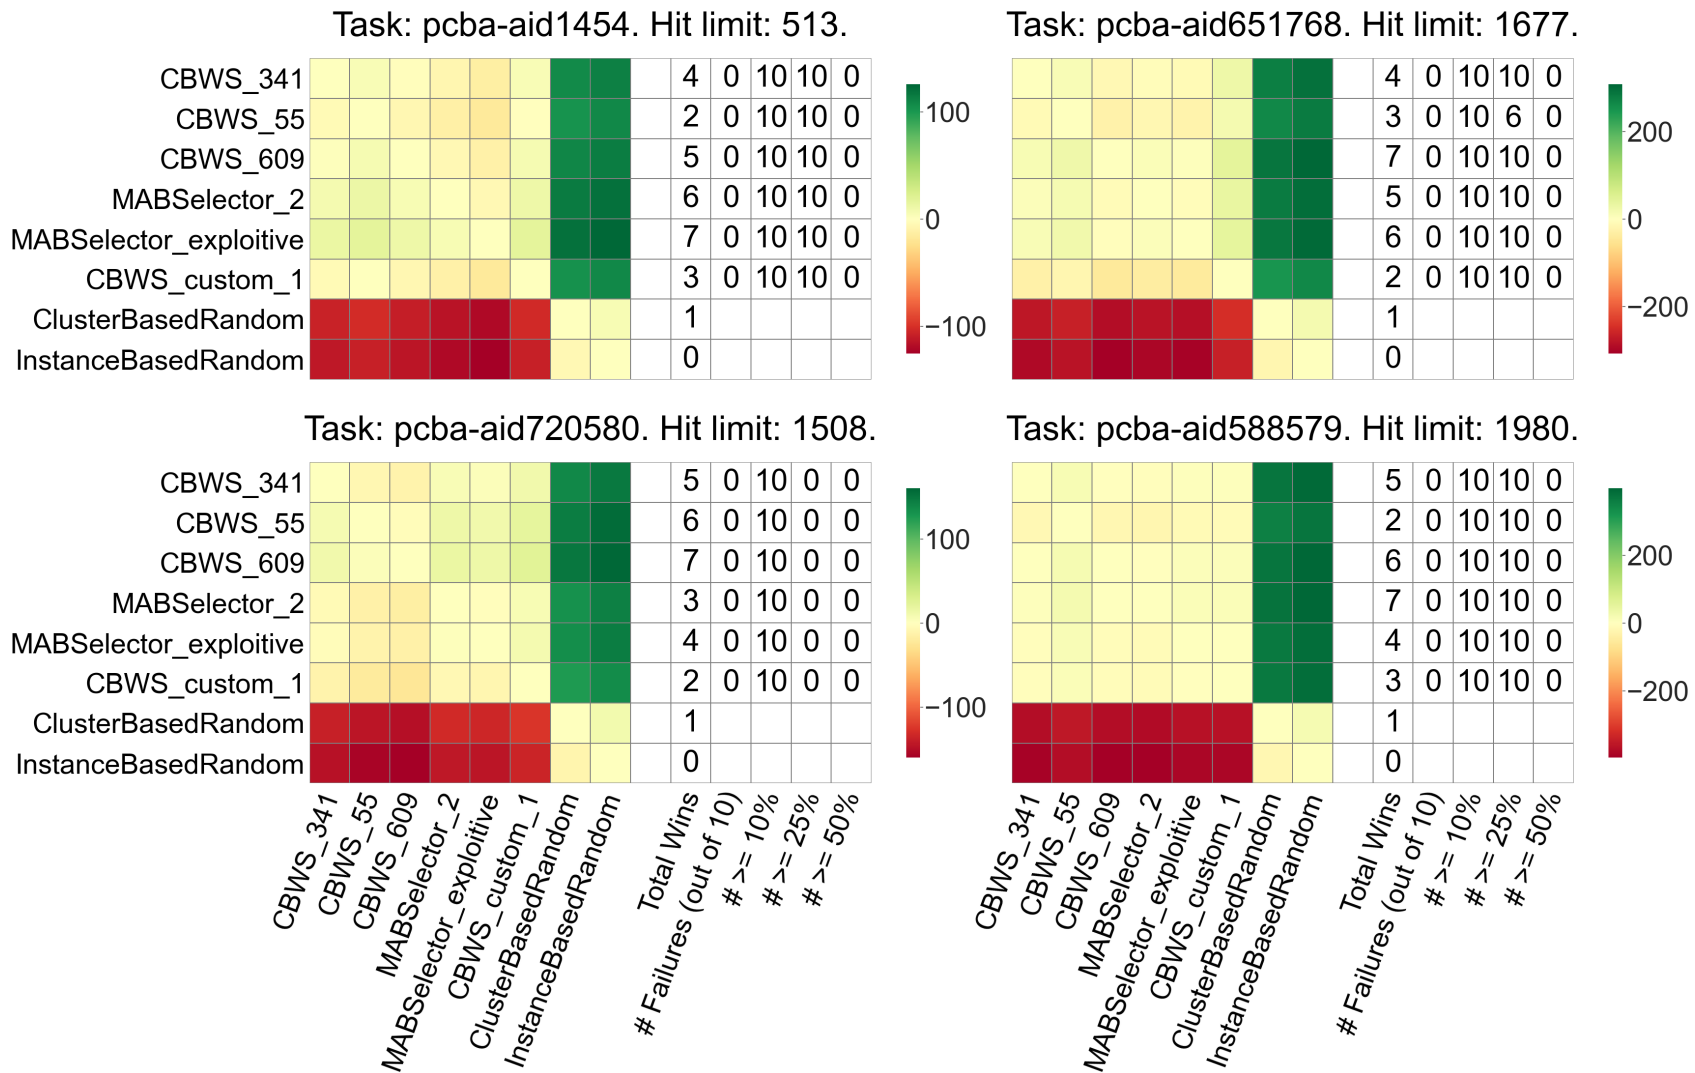 Task: pcba-aid1454. Hit limit: 513.
CBWS_341 4 0 10 10 0
CBWS_55 2 0 10 10 0
CBWS_609 5 0 10 10 0
MABSelector_2 6 0 10 10 0
MABSelector_exploitive 7 0 10 10 0
CBWS_custom_1 3 0 10 10 0
ClusterBasedRandom 1
InstanceBasedRandom 0
100
0
−100
Task: pcba-aid651768. Hit limit: 1677.
4 0 10 10 0
3 0 10 6 0
7 0 10 10 0
5 0 10 10 0
6 0 10 10 0
2 0 10 10 0
1
0
200
0
−200
Task: pcba-aid720580. Hit limit: 1508.
CBWS_341 5 0 10 0 0
CBWS_55 6 0 10 0 0
CBWS_609 7 0 10 0 0
MABSelector_2 3 0 10 0 0
MABSelector_exploitive 4 0 10 0 0
CBWS_custom_1 2 0 10 0 0
ClusterBasedRandom 1
InstanceBasedRandom 0
100
0
−100
CBWS_341
CBWS_55
CBWS_609
MABSelector_2
MABSelector_exploitive
CBWS_custom_1
ClusterBasedRandom
InstanceBasedRandom
Total Wins
# Failures (out of 10)
# >= 10%
# >= 25%
# >= 50%
Task: pcba-aid588579. Hit limit: 1980.
5 0 10 10 0
2 0 10 10 0
6 0 10 10 0
7 0 10 10 0
4 0 10 10 0
3 0 10 10 0
1
0
200
0
−200
CBWS_341
CBWS_55
CBWS_609
MABSelector_2
MABSelector_exploitive
CBWS_custom_1
ClusterBasedRandom
InstanceBasedRandom
Total Wins
# Failures (out of 10)
# >= 10%
# >= 25%
# >= 50%